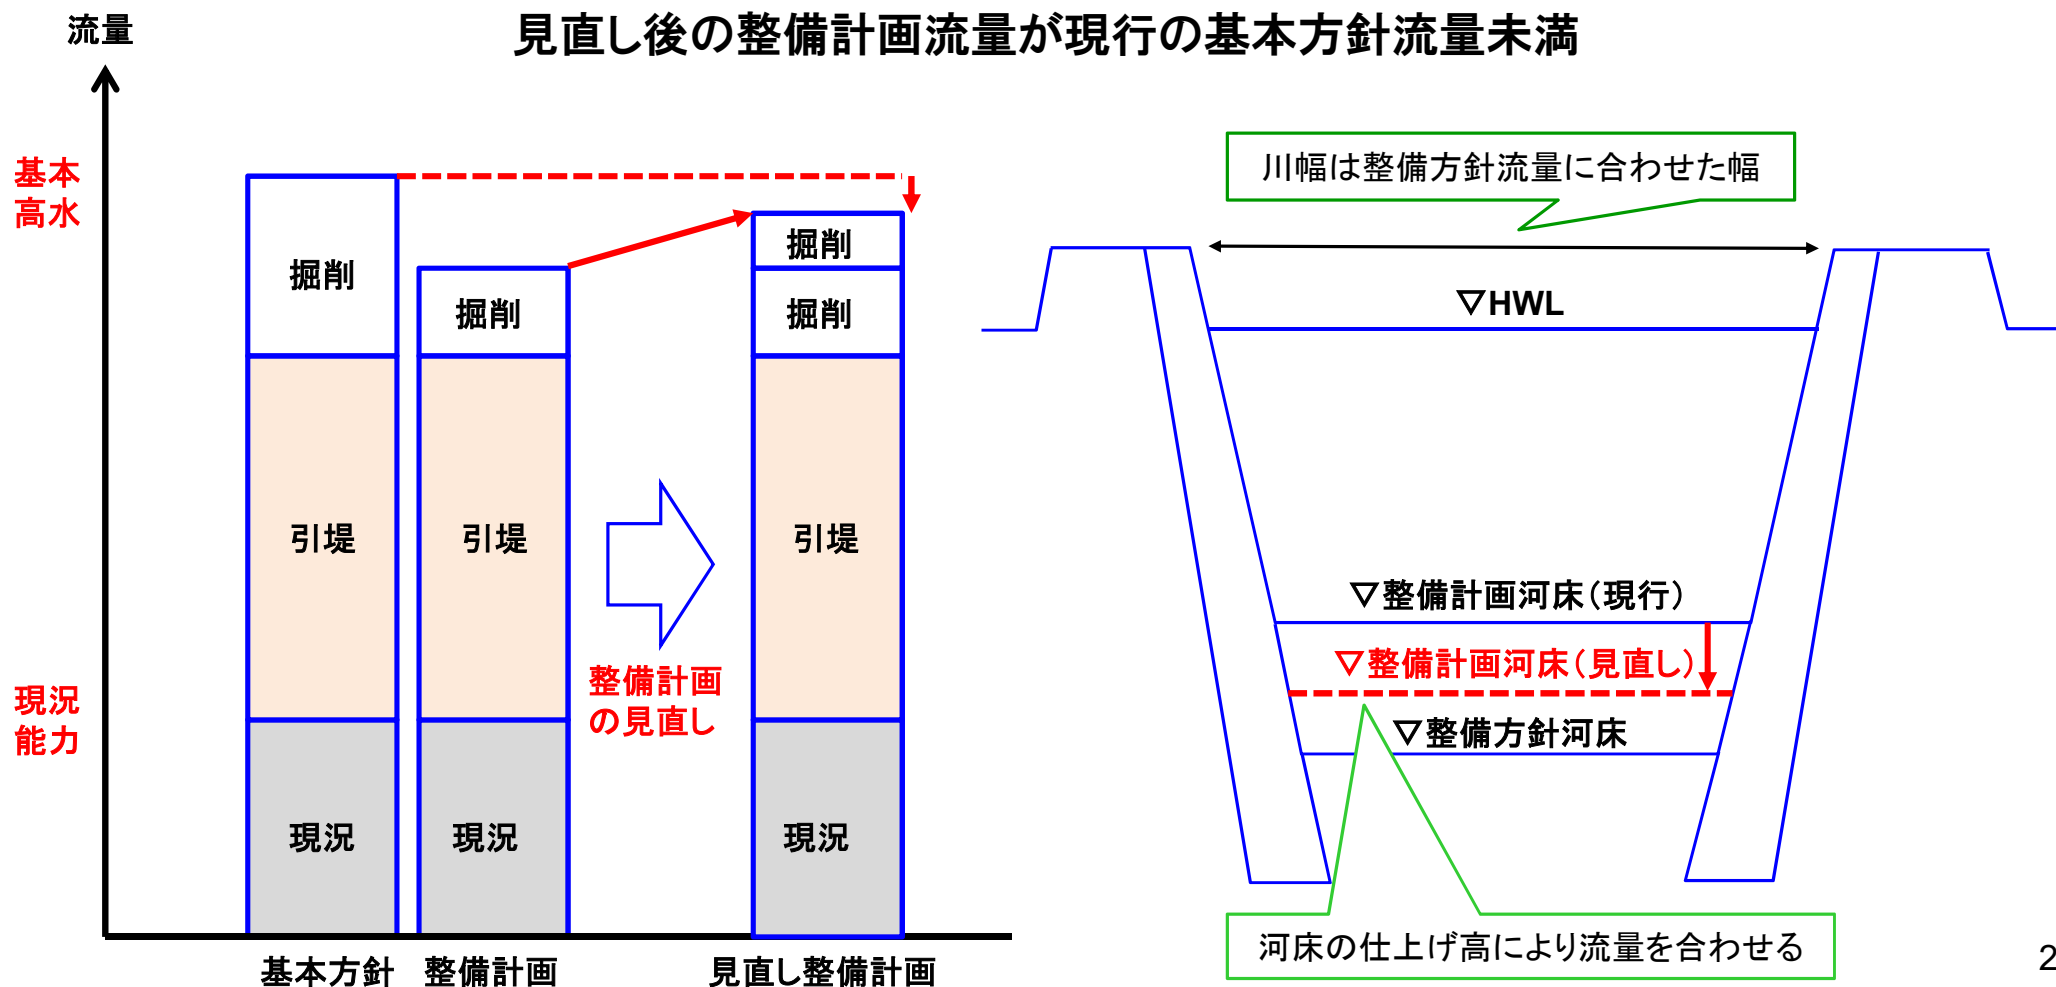 見直し後の整備計画流量が現行の基本方針流量未満
流量
基本
高水
現況
能力
掘削
引堤
現況
掘削
引堤
現況
整備計画
の見直し
掘削
掘削
引堤
現況
基本方針
整備計画
見直し整備計画
川幅は整備方針流量に合わせた幅
▽HWL
▽整備計画河床(現行)
▽整備計画河床(見直し)
▽整備方針河床
河床の仕上げ高により流量を合わせる
2